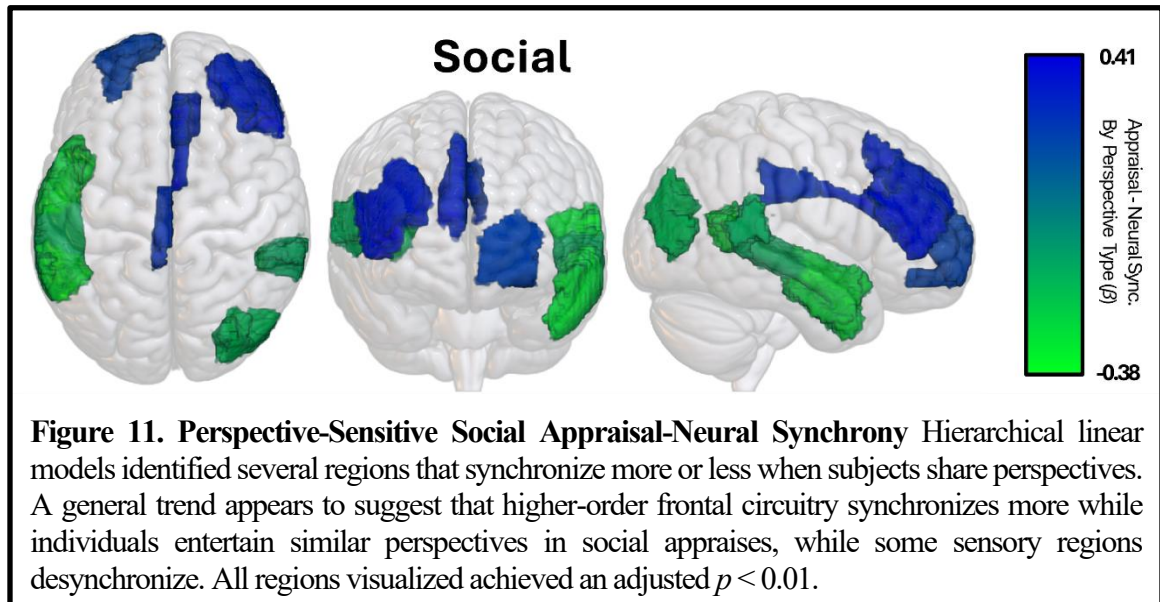 Social
0.41
Appraisal - Neural Sync.
By Perspective Type (β)
-0.38
Figure 11. Perspective-Sensitive Social Appraisal-Neural Synchrony Hierarchical linear
models identified several regions that synchronize more or less when subjects share perspectives.
A general trend appears to suggest that higher-order frontal circuitry synchronizes more while
individuals entertain similar perspectives in social appraises, while some sensory regions
desynchronize. All regions visualized achieved an adjusted p < 0.01.